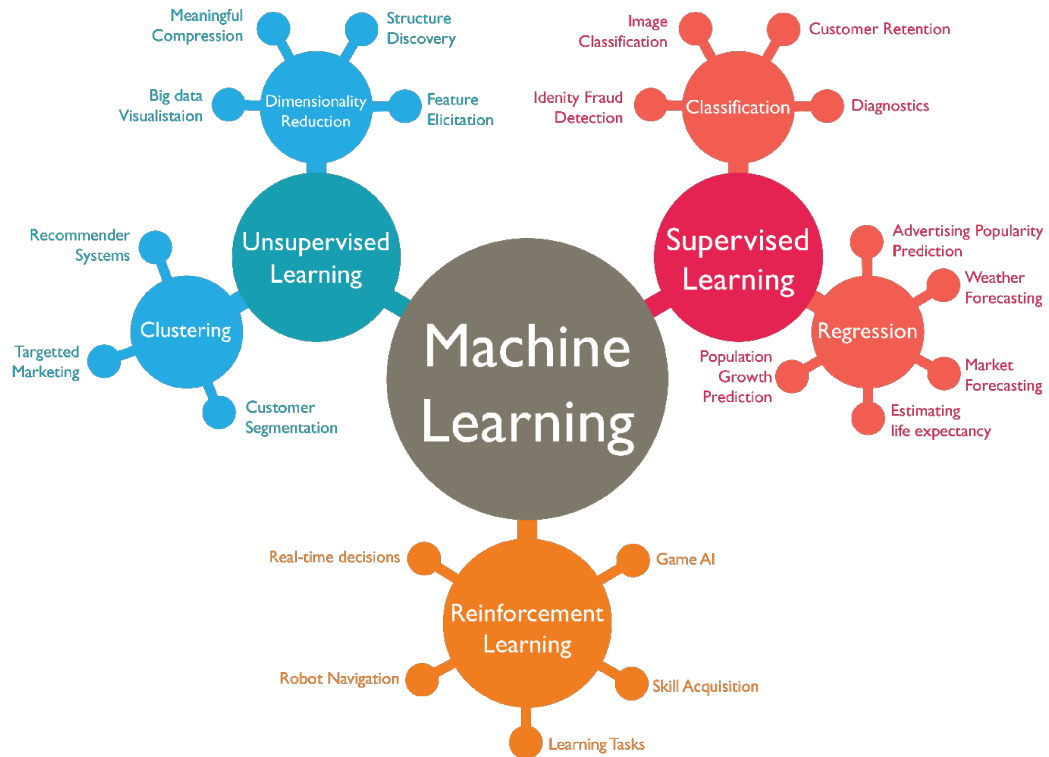 Meaningful
Compression
Structure
Discovery
Big data
Visualistaion
Dimensionality
Reduction
Feature
Elicitation
Image
Classification
Customer Retention
Idenity Fraud
Detection
Classification
Diagnostics
Unsupervised
Learning
Supervised
Learning
Recommender
Systems
Clustering
Targetted
Marketing
Customer
Segmentation
Machine
Learning
Advertising Popularity
Prediction
Weather
Forecasting
Regression
Population
Growth
Prediction
Market
Forecasting
Estimating
life expectancy
Real-time decisions
Game AI
Reinforcement
Learning
Robot Navigation
Skill Acquisition
Learning Tasks